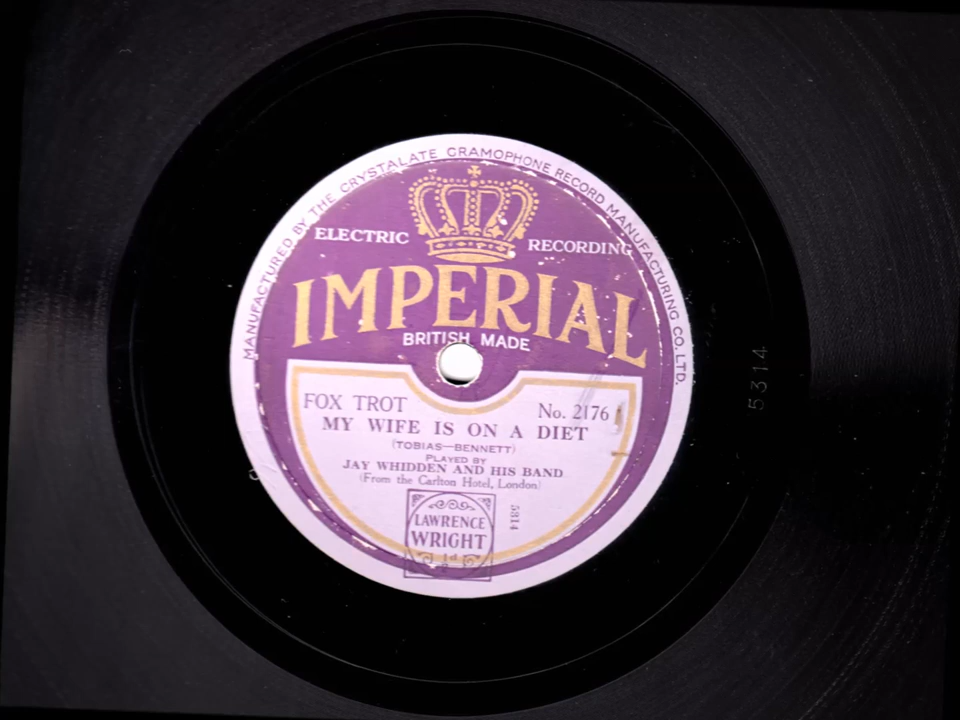 MANUFACTURED BY THE CRYSTALATE GRAMOPHONE RECORD MANUFACTURING CO. LTD.
ELECTRIC RECORDING
IMPERIAL
BRITISH MADE
FOX TROT No. 2176
MY WIFE IS ON A DIET
(TOBIAS—BENNETT)
PLAYED BY
JAY WHIDDEN AND HIS BAND
(From the Carlton Hotel, London)
5314
LAWRENCE
WRIGHT
5314